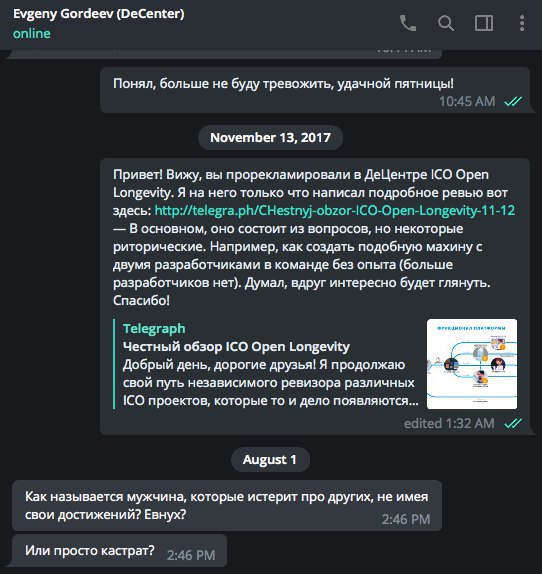 Evgeny Gordeev (DeCenter)
online
Понял, больше не буду тревожить, удачной пятницы!
10:45 AM
November 13, 2017
Привет! Вижу, вы прорекламировали в ДеЦентре ICO Open
Longevity. Я на него только что написал подробное ревью вот
здесь: http://telegra.ph/CHestnyj-obzor-ICO-Open-Longevity-11-12
— В основном, оно состоит из вопросов, но некоторые
риторические. Например, как создать подобную махину с
двумя разработчиками в команде без опыта (больше
разработчиков нет). Думал, вдруг интересно будет глянуть.
Спасибо!
Telegraph
Честный обзор ICO Open Longevity
Добрый день, дорогие друзья! Я продолжаю
свой путь независимого ревизора различных
ICO проектов, которые то и дело появляются...
ФУНКЦИОНАЛ ПЛАТФОРМЫ
edited 1:32 AM
August 1
Как называется мужчина, которые истерит про других, не имея
свои достижений? Евнух?
2:46 PM
Или просто кастрат?
2:46 PM